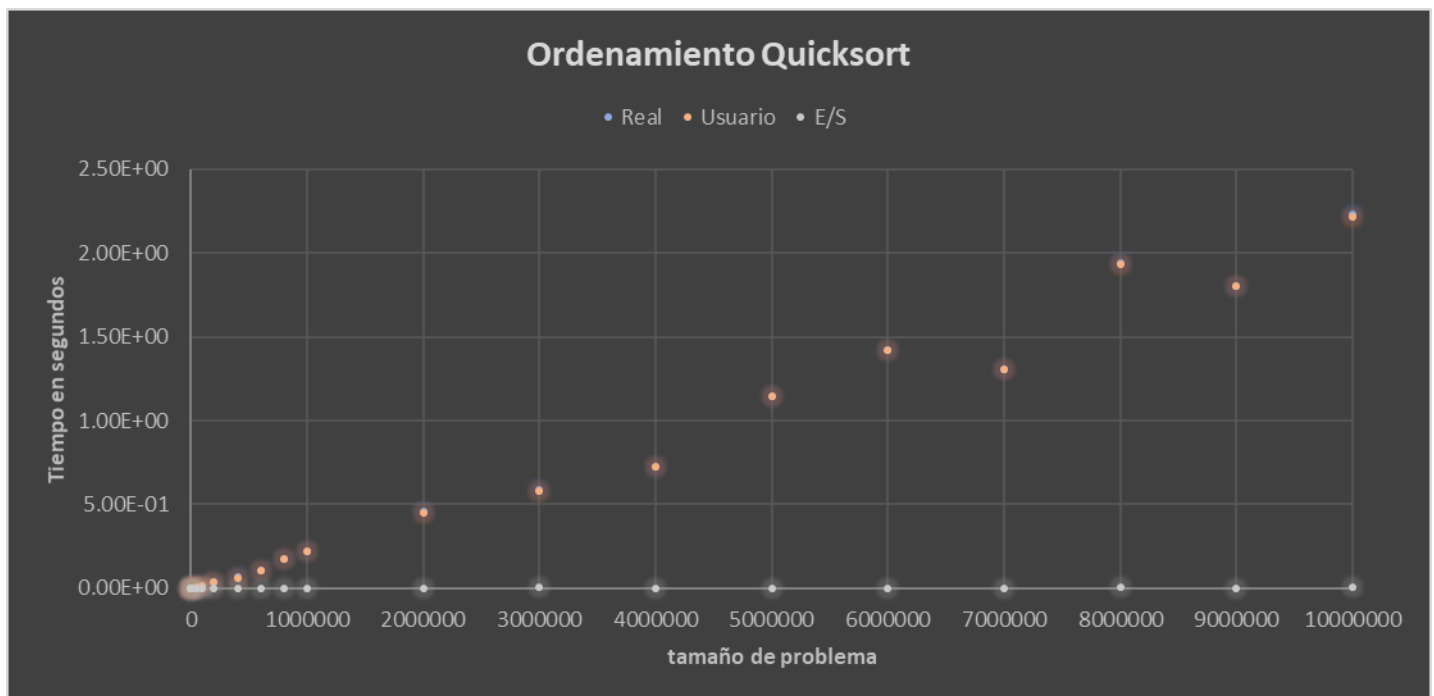 Ordenamiento Quicksort
Real Usuario E/S
2.50E+00
2.00E+00
1.50E+00
1.00E+00
5.00E-01
0.00E+00
Tiempo en segundos
0 1000000 2000000 3000000 4000000 5000000 6000000 7000000 8000000 9000000 10000000
tamaño de problema